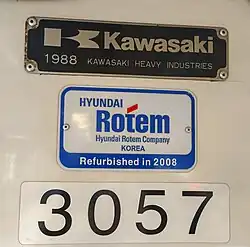 Kawasaki
1988 KAWASAKI HEAVY INDUSTRIES
HYUNDAI
Rotem
Hyundai Rotem Company
KOREA
Refurbished in 2008
3057